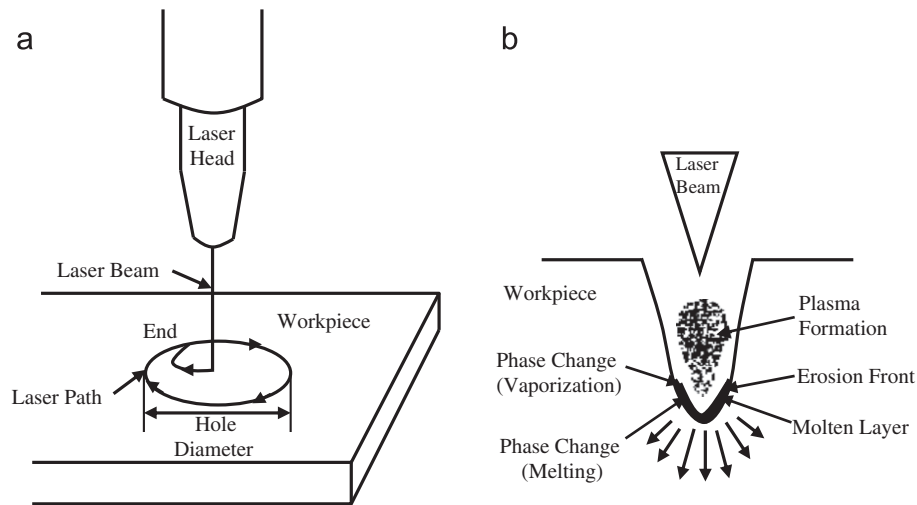 a
Laser
Head
Laser Beam
Workpiece
End
Laser Path
Hole
Diameter
b
Laser
Beam
Workpiece
Plasma
Formation
Phase Change
(Vaporization)
Erosion Front
Molten Layer
Phase Change
(Melting)